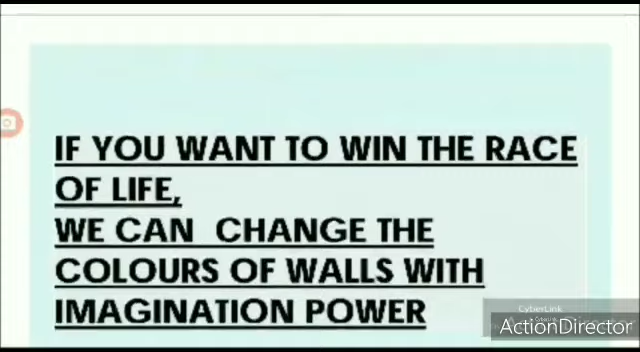 IF YOU WANT TO WIN THE RACE
OF LIFE,
WE CAN  CHANGE THE
COLOURS OF WALLS WITH
IMAGINATION POWER
CyberLink
ActionDirector